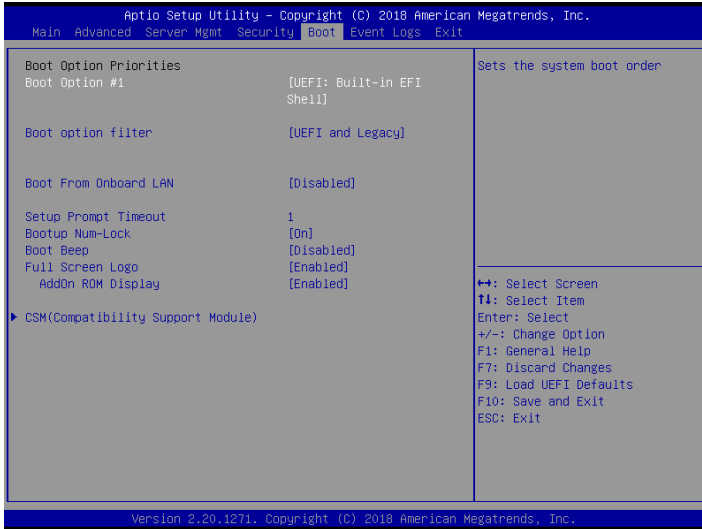 Aptio Setup Utility – Copyright (C) 2018 American Megatrends, Inc.
Main Advanced Server Mgmt Security Boot Event Logs Exit
Boot Option Priorities
Boot Option #1 [UEFI: Built-in EFI
Shell]
Boot option filter [UEFI and Legacy]
Boot From Onboard LAN [Disabled]
Setup Prompt Timeout 1
Bootup Num-Lock [On]
Boot Beep [Disabled]
Full Screen Logo [Enabled]
AddOn ROM Display [Enabled]
CSM(Compatibility Support Module)
Sets the system boot order
↔: Select Screen
↑↓: Select Item
Enter: Select
+/-: Change Option
F1: General Help
F7: Discard Changes
F9: Load UEFI Defaults
F10: Save and Exit
ESC: Exit
Version 2.20.1271. Copyright (C) 2018 American Megatrends, Inc.